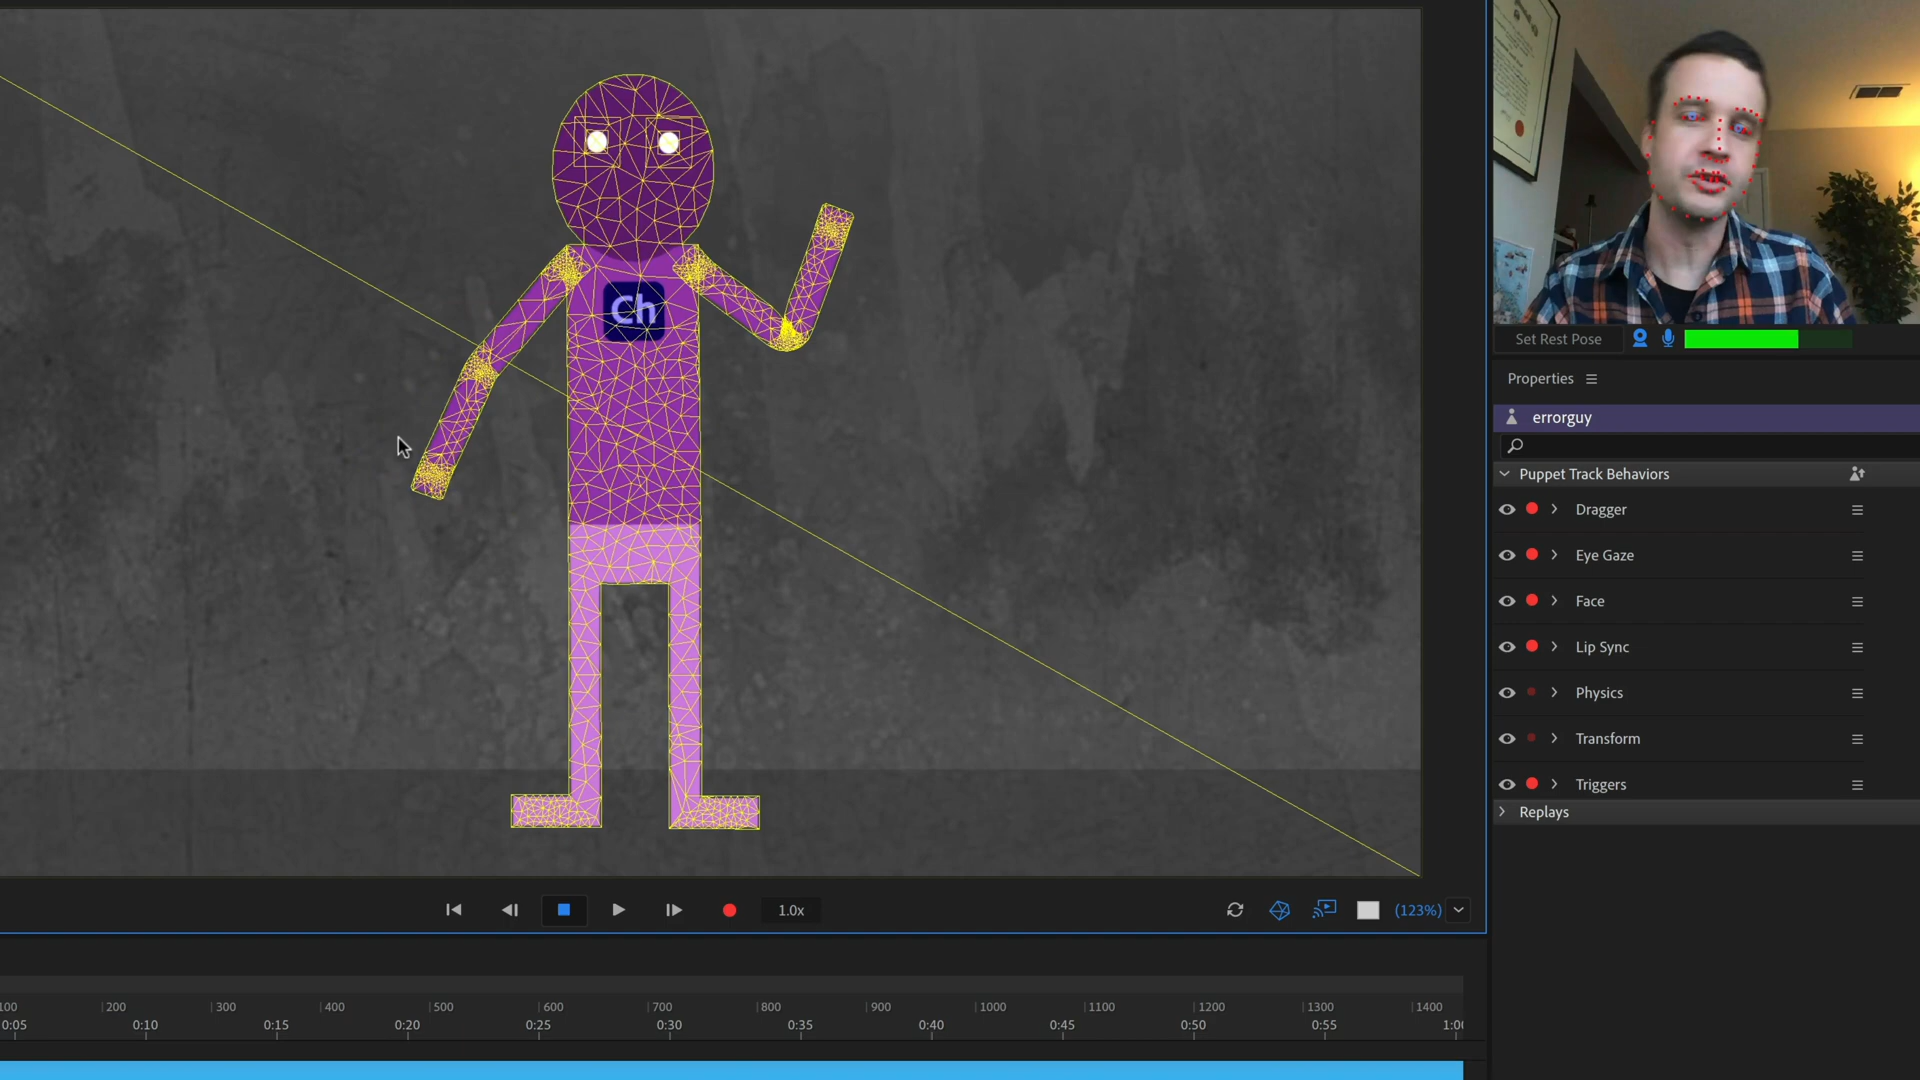 Ch
Set Rest Pose
Properties
errorguy
Puppet Track Behaviors
Dragger
Eye Gaze
Face
Lip Sync
Physics
Transform
Triggers
Replays
1.0x
(123%)
100 200 300 400 500 600 700 800 900 1000 1100 1200 1300 1400
0:05 0:10 0:15 0:20 0:25 0:30 0:35 0:40 0:45 0:50 0:55